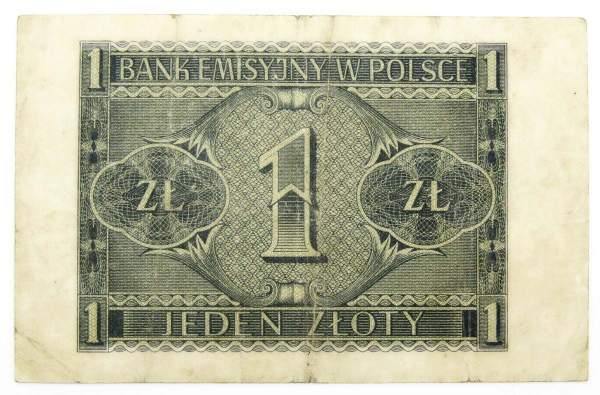 1 BANK EMISYJNY W POLSCE 1
ZŁ 1 ZŁ
1 JEDEN ZŁOTY 1